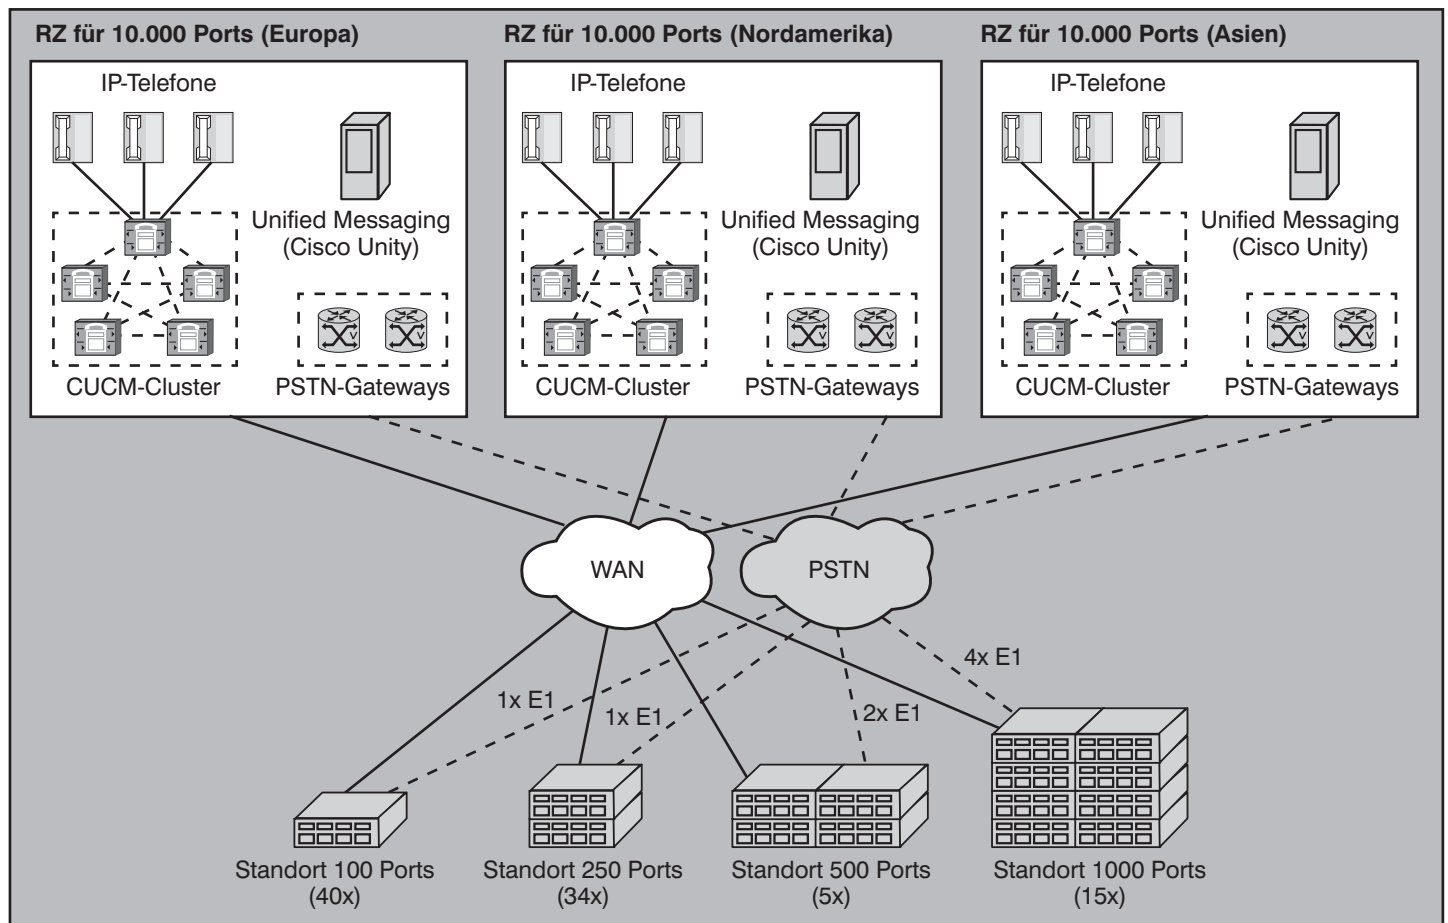 RZ für 10.000 Ports (Europa)
IP-Telefone
Unified Messaging
(Cisco Unity)
CUCM-Cluster
V
V
PSTN-Gateways
RZ für 10.000 Ports (Nordamerika)
IP-Telefone
Unified Messaging
(Cisco Unity)
CUCM-Cluster
V
V
PSTN-Gateways
RZ für 10.000 Ports (Asien)
IP-Telefone
Unified Messaging
(Cisco Unity)
CUCM-Cluster
V
V
PSTN-Gateways
WAN
PSTN
1x E1
1x E1
2x E1
4x E1
Standort 100 Ports
(40x)
Standort 250 Ports
(34x)
Standort 500 Ports
(5x)
Standort 1000 Ports
(15x)